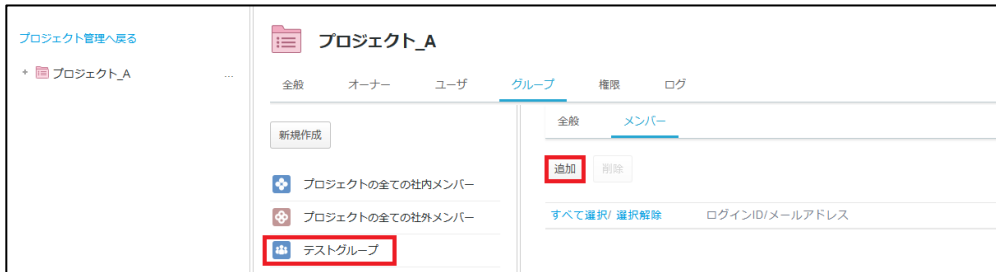 プロジェクト管理へ戻る
プロジェクト_A
...
プロジェクト_A
全般 オーナー ユーザ グループ 権限 ログ
新規作成
プロジェクトの全ての社内メンバー
プロジェクトの全ての社外メンバー
テストグループ
全般 メンバー
追加 削除
すべて選択/ 選択解除 ログインID/メールアドレス